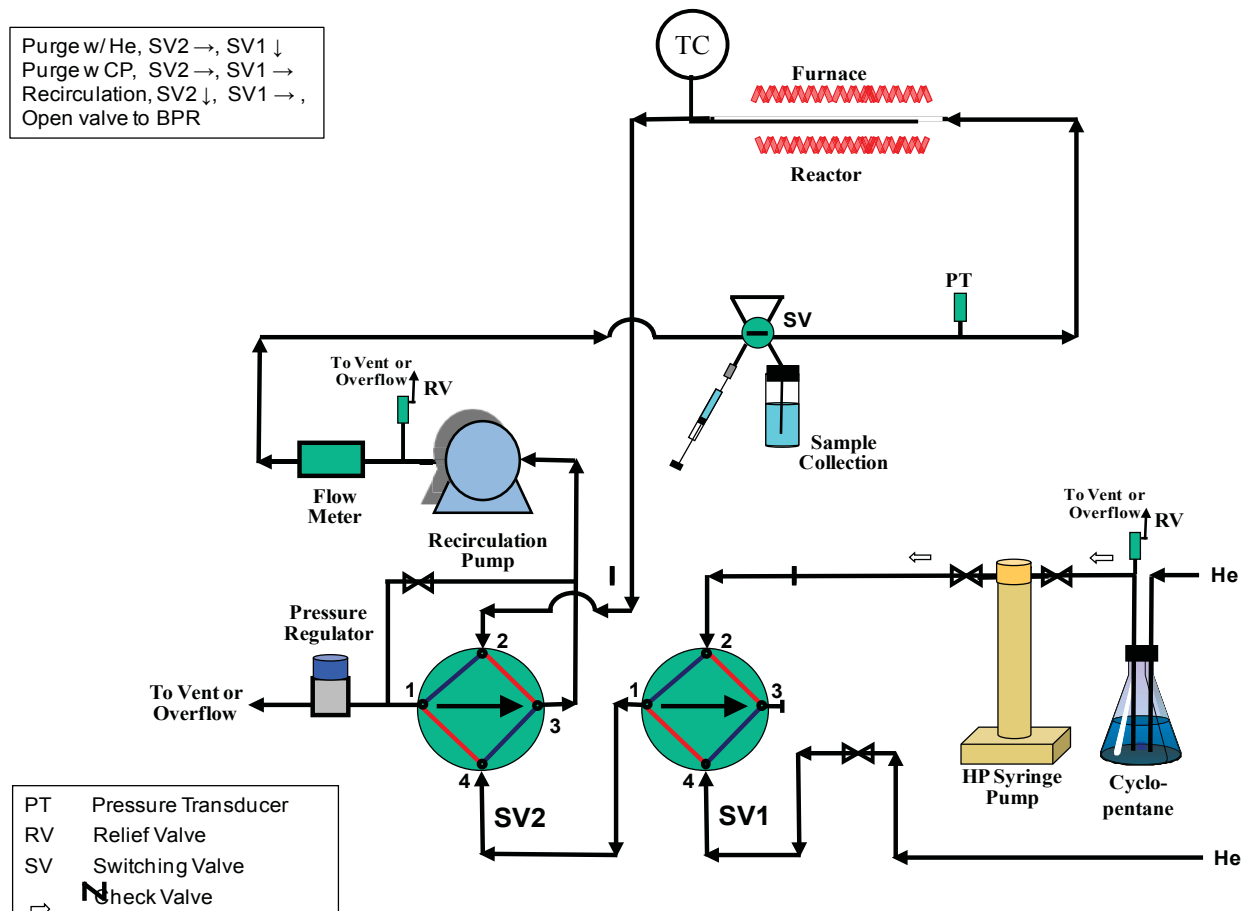 Purge w/ He, SV2 →, SV1 ↓
Purge w CP, SV2 →, SV1 →
Recirculation, SV2 ↓, SV1 → ,
Open valve to BPR
TC
Furnace
Reactor
PT
SV
To Vent or
Overflow
RV
Sample
Collection
Flow
Meter
Recirculation
Pump
To Vent or
Overflow
RV
He
I
I
Pressure
Regulator
To Vent or
Overflow
2
1
3
4
2
1
3
4
SV2
SV1
HP Syringe
Pump
Cyclo-
pentane
He
PT Pressure Transducer
RV Relief Valve
SV Switching Valve
⇨ Check Valve
N